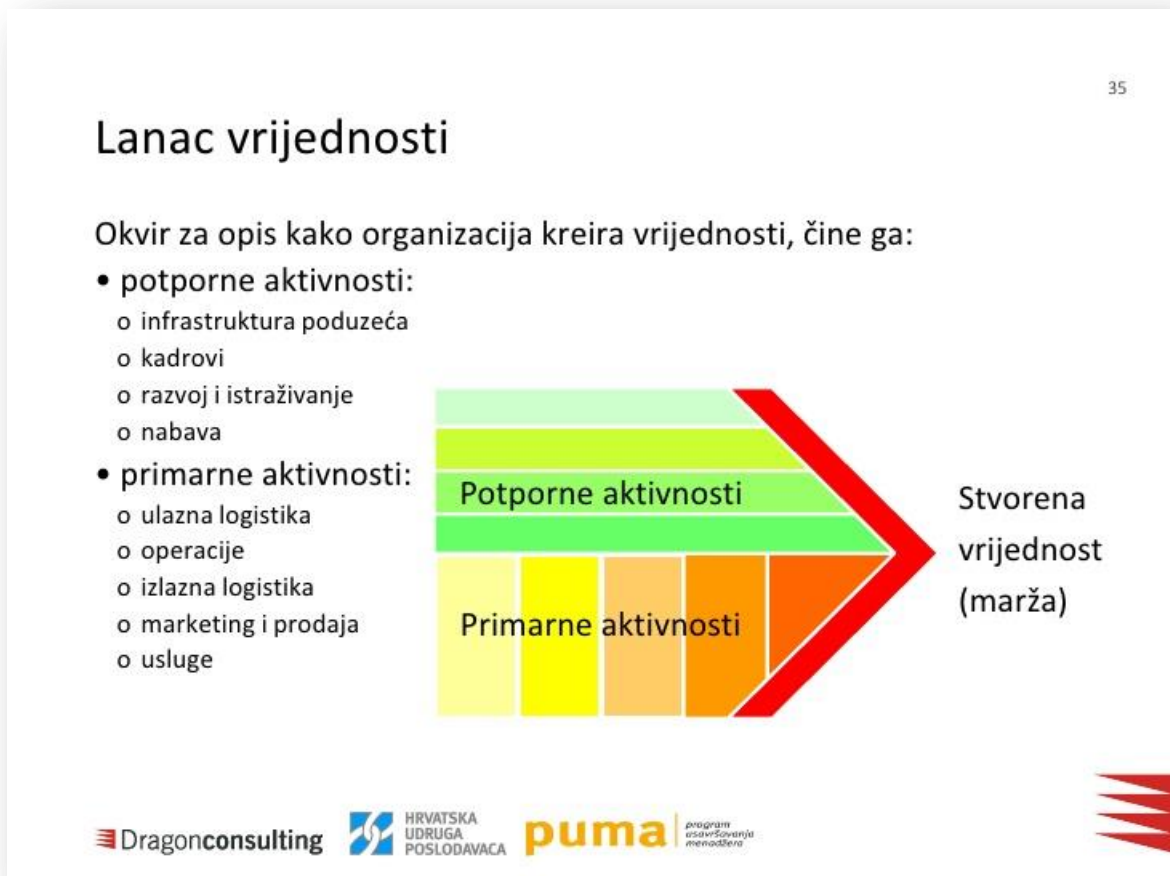 35
Lanac vrijednosti
Okvir za opis kako organizacija kreira vrijednosti, čine ga:
• potporne aktivnosti:
o infrastruktura poduzeća
o kadrovi
o razvoj i istraživanje
o nabava
• primarne aktivnosti:
o ulazna logistika
o operacije
o izlazna logistika
o marketing i prodaja
o usluge
Potporne aktivnosti
Primarne aktivnosti
Stvorena
vrijednost
(marža)
Dragonconsulting
HRVATSKA
UDRUGA
POSLODAVACA
puma
program
usavršavanja
menadžera